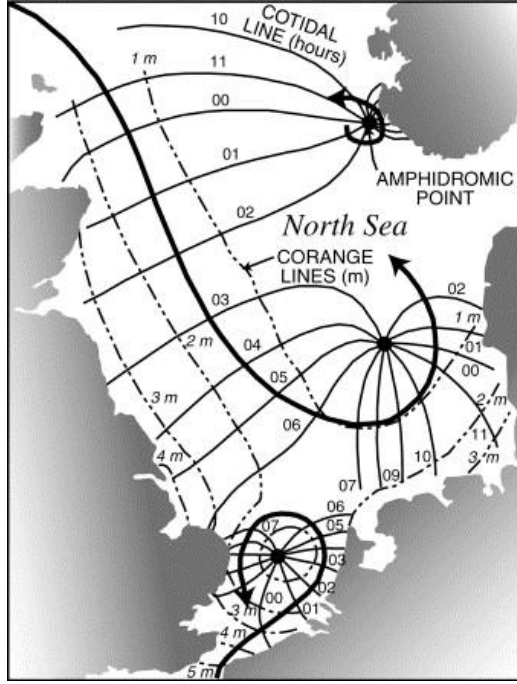 10
COTIDAL
LINE (hours)
11
1 m
00
01
AMPHIDROMIC
POINT
02
North Sea
CORANGE
LINES (m)
03
02
1 m
2 m
04
01
00
05
3 m
2 m
06
11
4 m
10
3 m
09
07
06
07
05
03
02
00
01
3 m
4 m
5 m